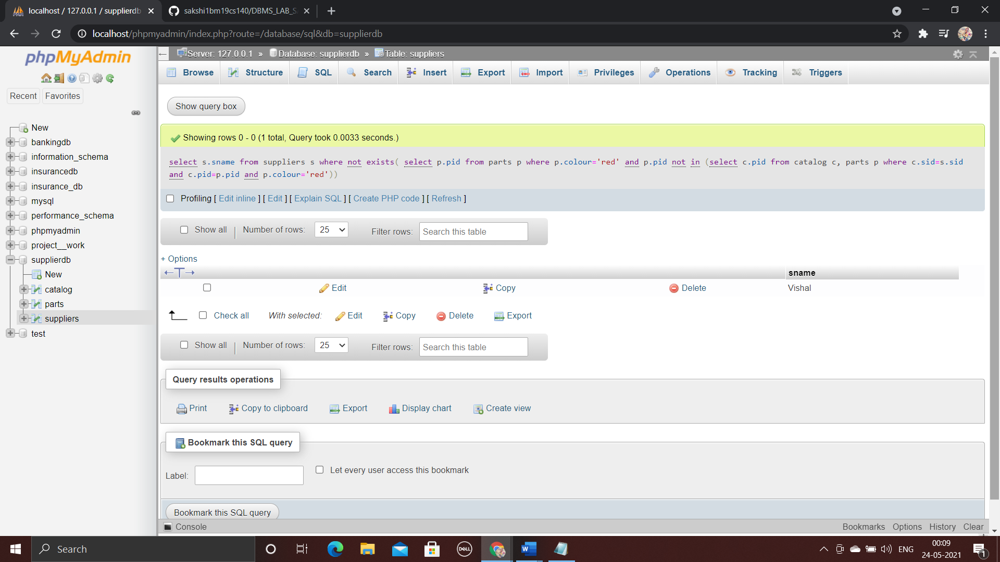 localhost / 127.0.0.1 / supplierdb
sakshi1bm19cs140/DBMS_LAB_S
localhost/phpmyadmin/index.php?route=/database/sql&db=supplierdb
phpMyAdmin
Recent Favorites
New
bankingdb
information_schema
insurancedb
insurance_db
mysql
performance_schema
phpmyadmin
project__work
supplierdb
New
catalog
parts
suppliers
test
Server: 127.0.0.1 » Database: supplierdb » Table: suppliers
Browse Structure SQL Search Insert Export Import Privileges Operations Tracking Triggers
Show query box
Showing rows 0 - 0 (1 total, Query took 0.0033 seconds.)
select s.sname from suppliers s where not exists( select p.pid from parts p where p.colour='red' and p.pid not in (select c.pid from catalog c, parts p where c.sid=s.sid
and c.pid=p.pid and p.colour='red'))
Profiling [ Edit inline ] [ Edit ] [ Explain SQL ] [ Create PHP code ] [ Refresh ]
Show all | Number of rows: 25 Filter rows: Search this table
+ Options
←T→ sname
Edit Copy Delete Vishal
Check all With selected: Edit Copy Delete Export
Show all | Number of rows: 25 Filter rows: Search this table
Query results operations
Print Copy to clipboard Export Display chart Create view
Bookmark this SQL query
Label: Let every user access this bookmark
Bookmark this SQL query
Console Bookmarks Options History Clear
Search
DELL
ENG
00:09
24-05-2021
1